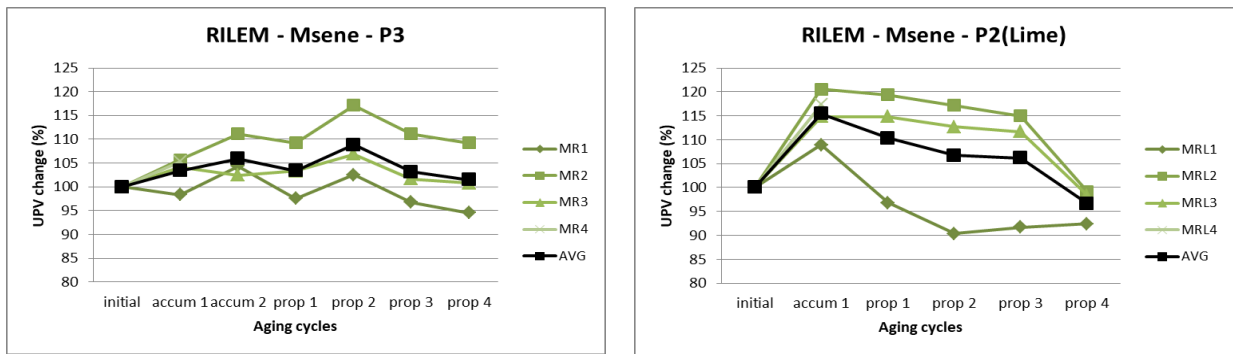 RILEM - Msene - P3
UPV change (%)
125
120
115
110
105
100
95
90
85
80
initial accum 1 accum 2 prop 1 prop 2 prop 3 prop 4
Aging cycles
MR1
MR2
MR3
MR4
AVG
RILEM - Msene - P2(Lime)
UPV change (%)
125
120
115
110
105
100
95
90
85
80
initial accum 1 prop 1 prop 2 prop 3 prop 4
Aging cycles
MRL1
MRL2
MRL3
MRL4
AVG